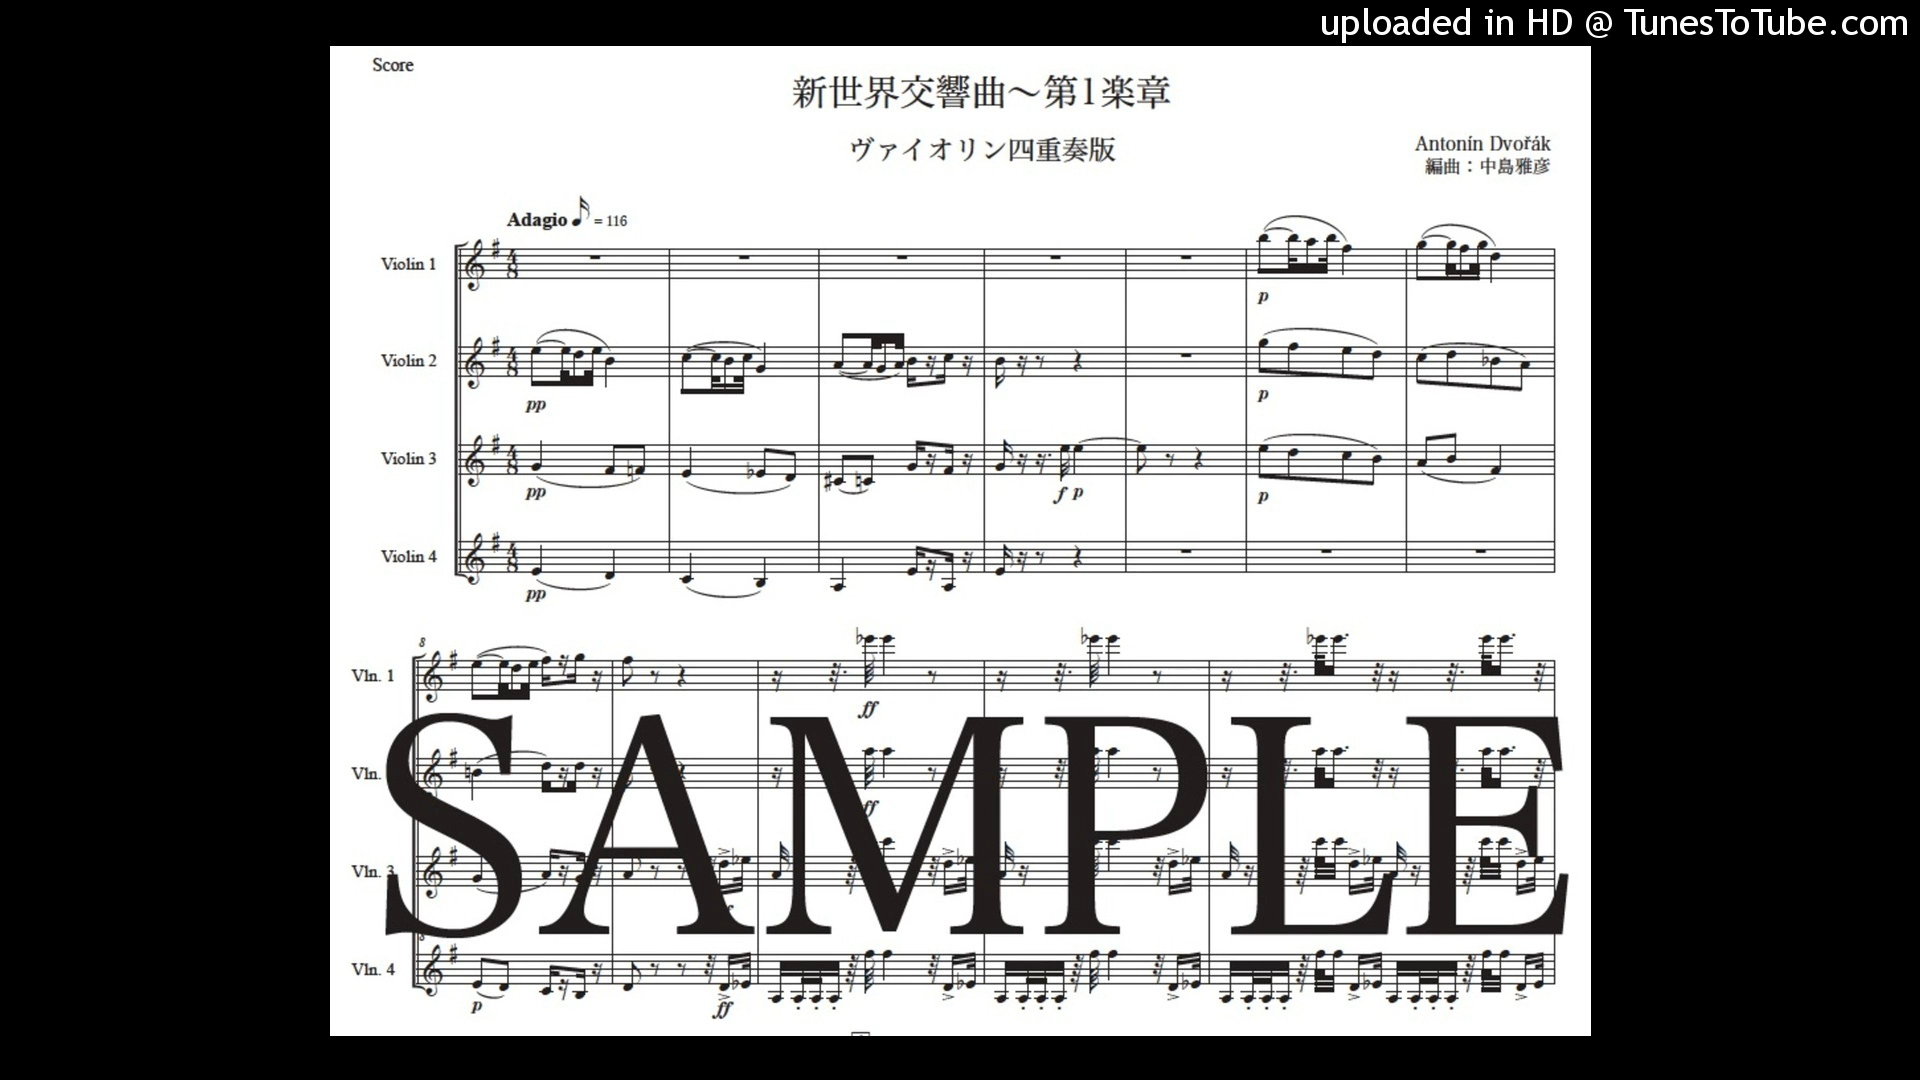 uploaded in HD @ TunesToTube.com
Score
新世界交響曲～第1楽章
ヴァイオリン四重奏版
Antonín Dvořák
編曲：中島雅彦
Adagio = 116
Violin 1
p
Violin 2
pp
p
Violin 3
pp
f p
p
Violin 4
pp
8
Vln. 1
ff
Vln.
ff
Vln. 3
SAMPLE
Vln. 4
p
ff